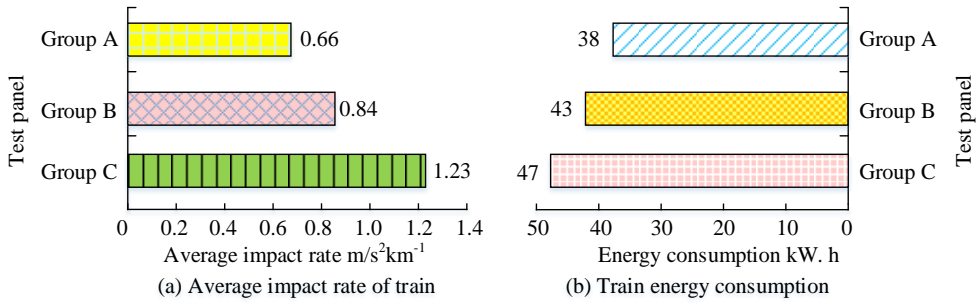 Test panel
Group A
0.66
Group B
0.84
Group C
1.23
0 0.2 0.4 0.6 0.8 1.0 1.2 1.4
Average impact rate m/s²km⁻¹
(a) Average impact rate of train
38
Group A
43
Group B
47
Group C
Test panel
50 40 30 20 10 0
Energy consumption kW. h
(b) Train energy consumption